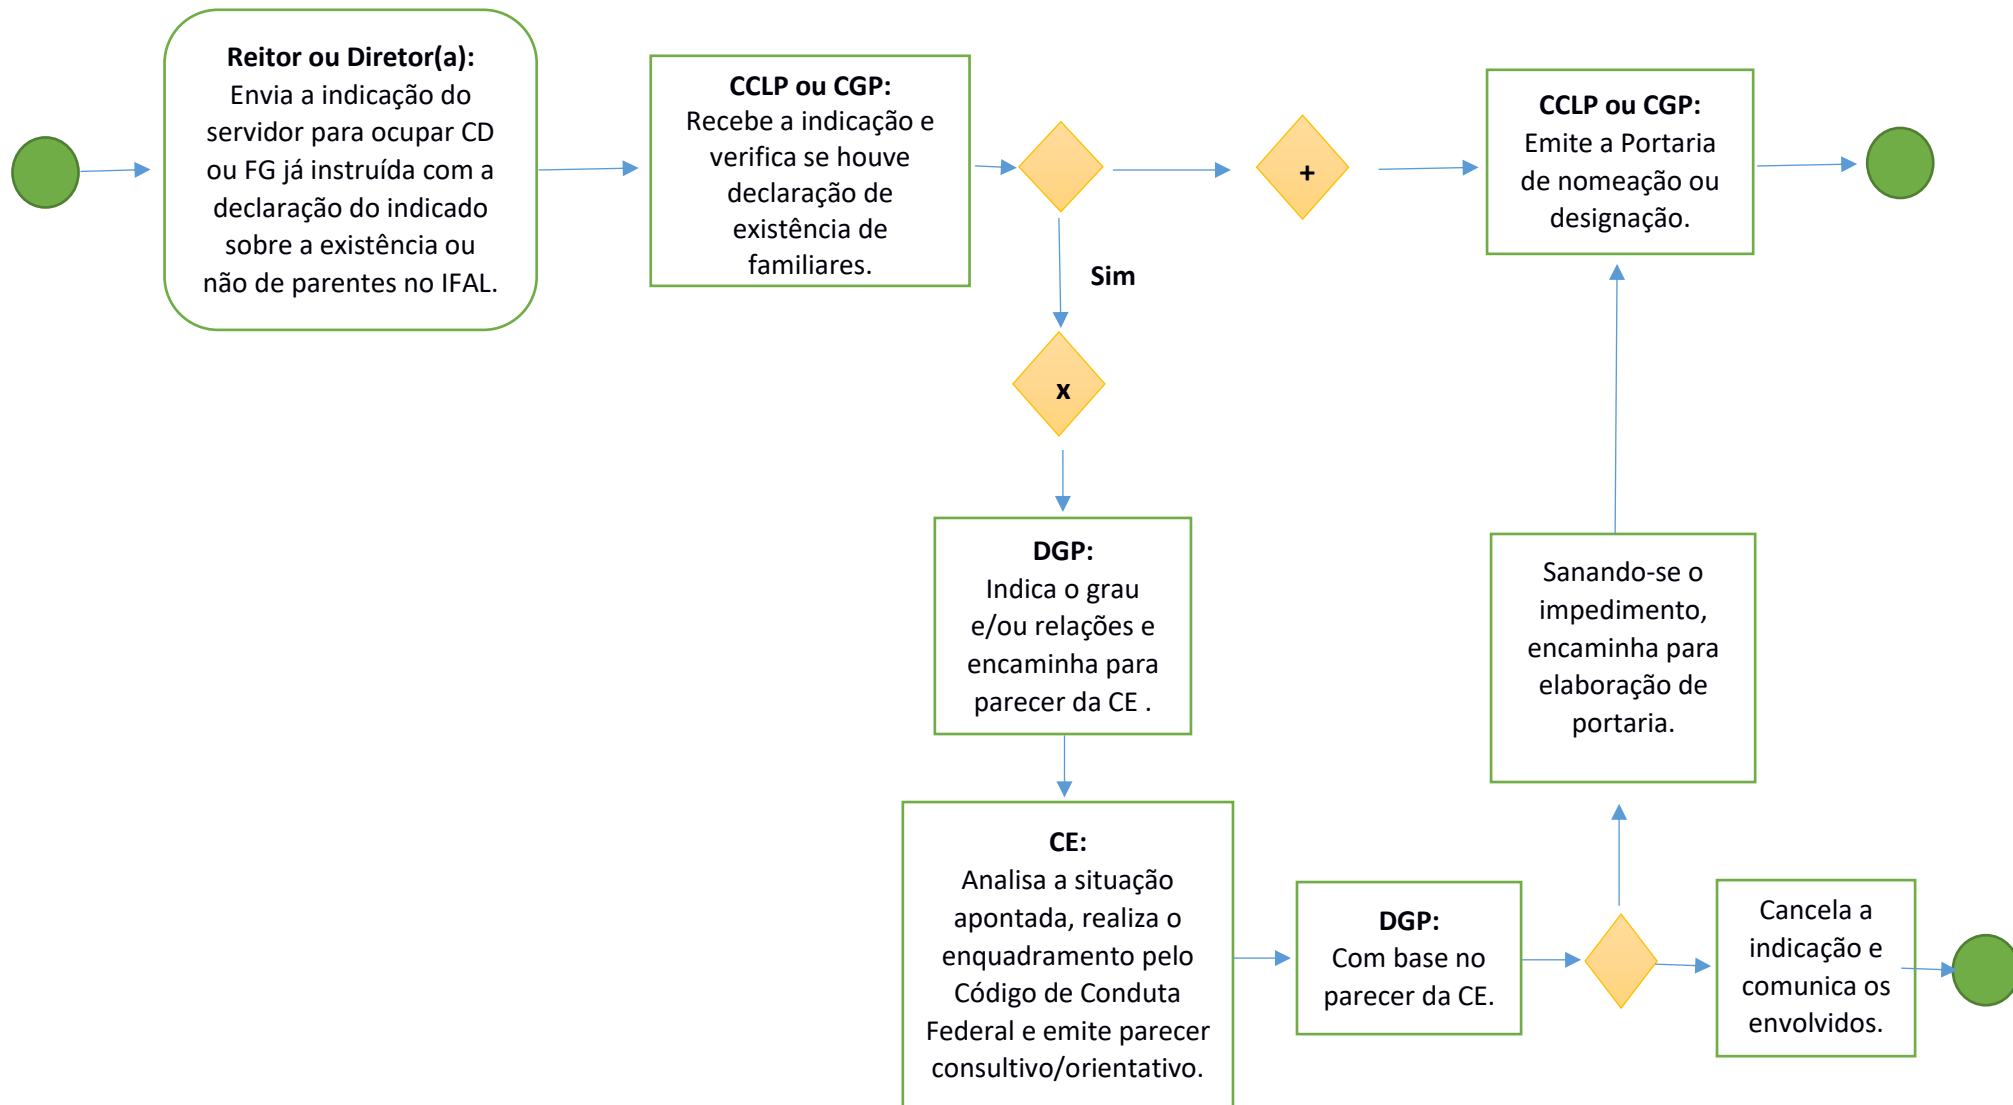 Reitor ou Diretor(a):
Envia a indicação do
servidor para ocupar CD
ou FG já instruída com a
declaração do indicado
sobre a existência ou
não de parentes no IFAL.
CCLP ou CGP:
Recebe a indicação e
verifica se houve
declaração de
existência de
familiares.
+
CCLP ou CGP:
Emite a Portaria
de nomeação ou
designação.
Sim
x
DGP:
Indica o grau
e/ou relações e
encaminha para
parecer da CE .
Sanando-se o
impedimento,
encaminha para
elaboração de
portaria.
CE:
Analisa a situação
apontada, realiza o
enquadramento pelo
Código de Conduta
Federal e emite parecer
consultivo/orientativo.
DGP:
Com base no
parecer da CE.
Cancela a
indicação e
comunica os
envolvidos.